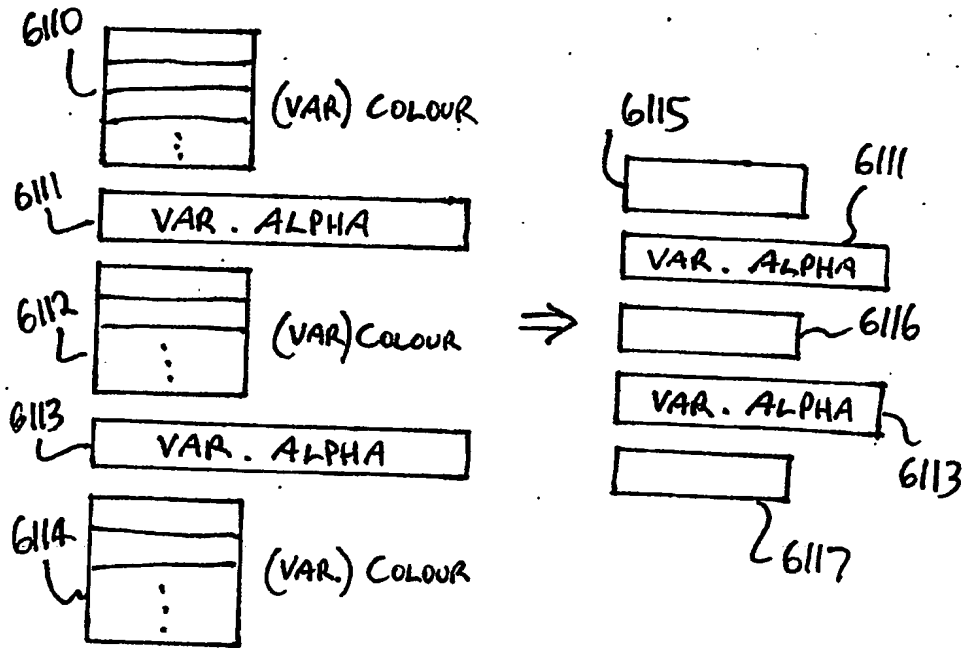 6110
(VAR) COLOUR
6111
VAR. ALPHA
6112
(VAR) COLOUR
6113
VAR. ALPHA
6114
(VAR.) COLOUR
⇒
6115
6111
VAR. ALPHA
6116
VAR. ALPHA
6113
6117